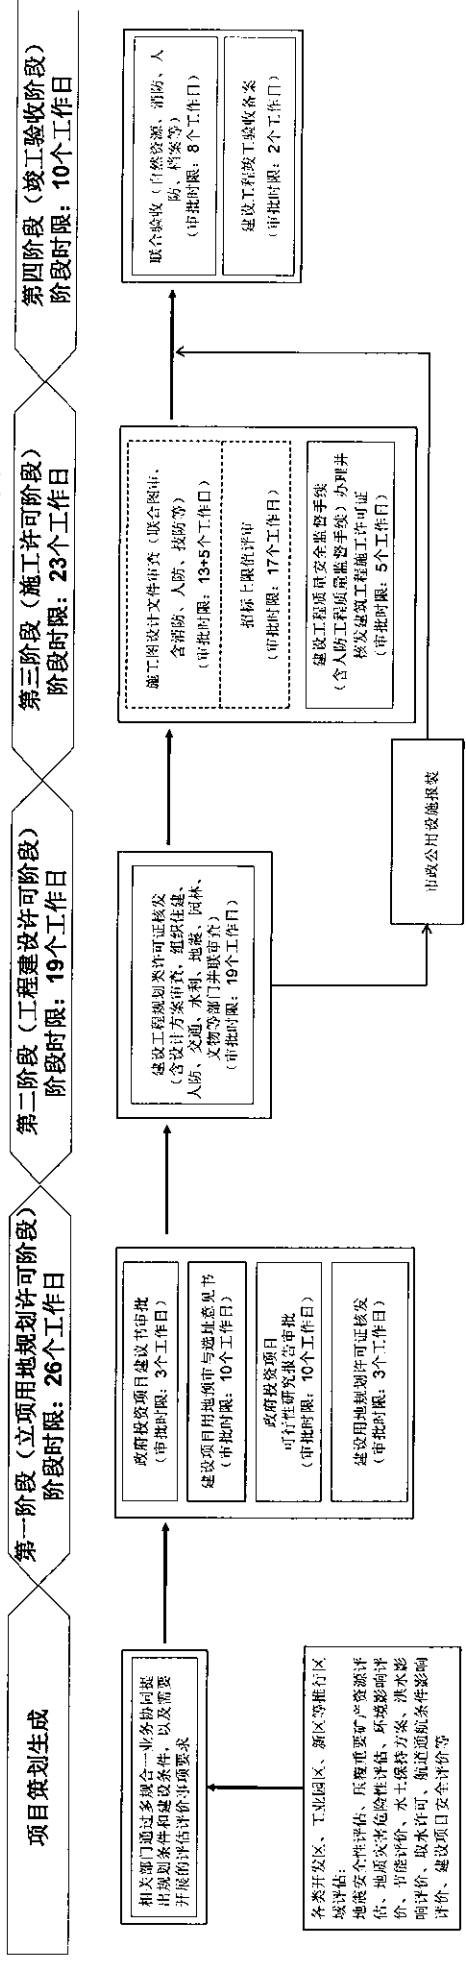 项目策划生成
第一阶段（立项用地规划许可阶段）
阶段时限：26个工作日
第二阶段（工程建设许可阶段）
阶段时限：19个工作日
第三阶段（施工许可阶段）
阶段时限：23个工作日
第四阶段（竣工验收阶段）
阶段时限：10个工作日
相关部门通过多规合一业务协同提
出规划条件和建设条件，以及需要
开展的评估评价事项要求
各类开发区、工业园区、新区等推行区
域评估：
地震安全性评估、压覆重要矿产资源评
估、地质灾害危险性评估、环境影响评
价、节能评价、水土保持方案、洪水影
响评价、取水许可、航道通航条件影响
评价、建设项目安全评价等
政府投资项目建议书审批
（审批时限：3个工作日）
建设项目用地预审与选址意见书
（审批时限：10个工作日）
政府投资项目
可行性研究报告审批
（审批时限：10个工作日）
建设用地规划许可证核发
（审批时限：3个工作日）
建设工程规划类许可证核发
（含设计方案审查，组织住建、
人防、交通、水利、地震、园林、
文物等部门并联审查）
（审批时限：19个工作日）
市政公用设施报装
施工图设计文件审查（联合图审、
含消防、人防、技防等）
（审批时限：13+5个工作日）
招标上限值评审
（审批时限：17个工作日）
建设工程质量安全监督手续
（含人防工程质量监督手续）办理并
核发建筑工程施工许可证
（审批时限：5个工作日）
联合验收（自然资源、消防、人
防、档案等）
（审批时限：8个工作日）
建设工程竣工验收备案
（审批时限：2个工作日）